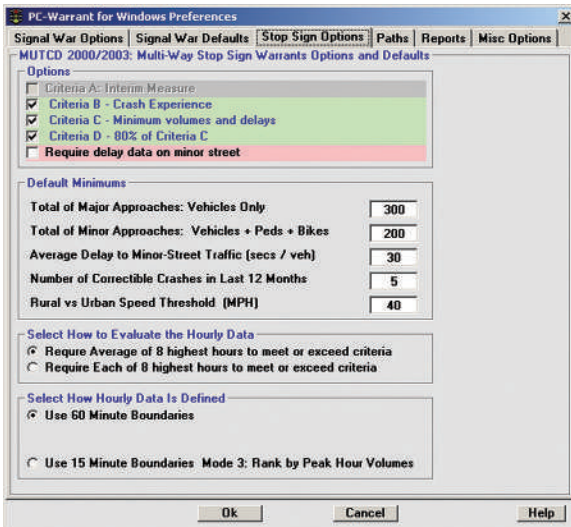 PC-Warrant for Windows Preferences
Signal War Options Signal War Defaults Stop Sign Options Paths Reports Misc Options
MUTCD 2000/2003: Multi-Way Stop Sign Warrants Options and Defaults
Options
Criteria A: Interim Measure
Criteria B - Crash Experience
Criteria C - Minimum volumes and delays
Criteria D - 80% of Criteria C
Require delay data on minor street
Default Minimums
Total of Major Approaches: Vehicles Only 300
Total of Minor Approaches: Vehicles + Peds + Bikes 200
Average Delay to Minor-Street Traffic (secs / veh) 30
Number of Correctible Crashes in Last 12 Months 5
Rural vs Urban Speed Threshold (MPH) 40
Select How to Evaluate the Hourly Data
Requre Average of 8 highest hours to meet or exceed criteria
Require Each of 8 highest hours to meet or exceed criteria
Select How Hourly Data Is Defined
Use 60 Minute Boundaries
Use 15 Minute Boundaries Mode 3: Rank by Peak Hour Volumes
Ok Cancel Help